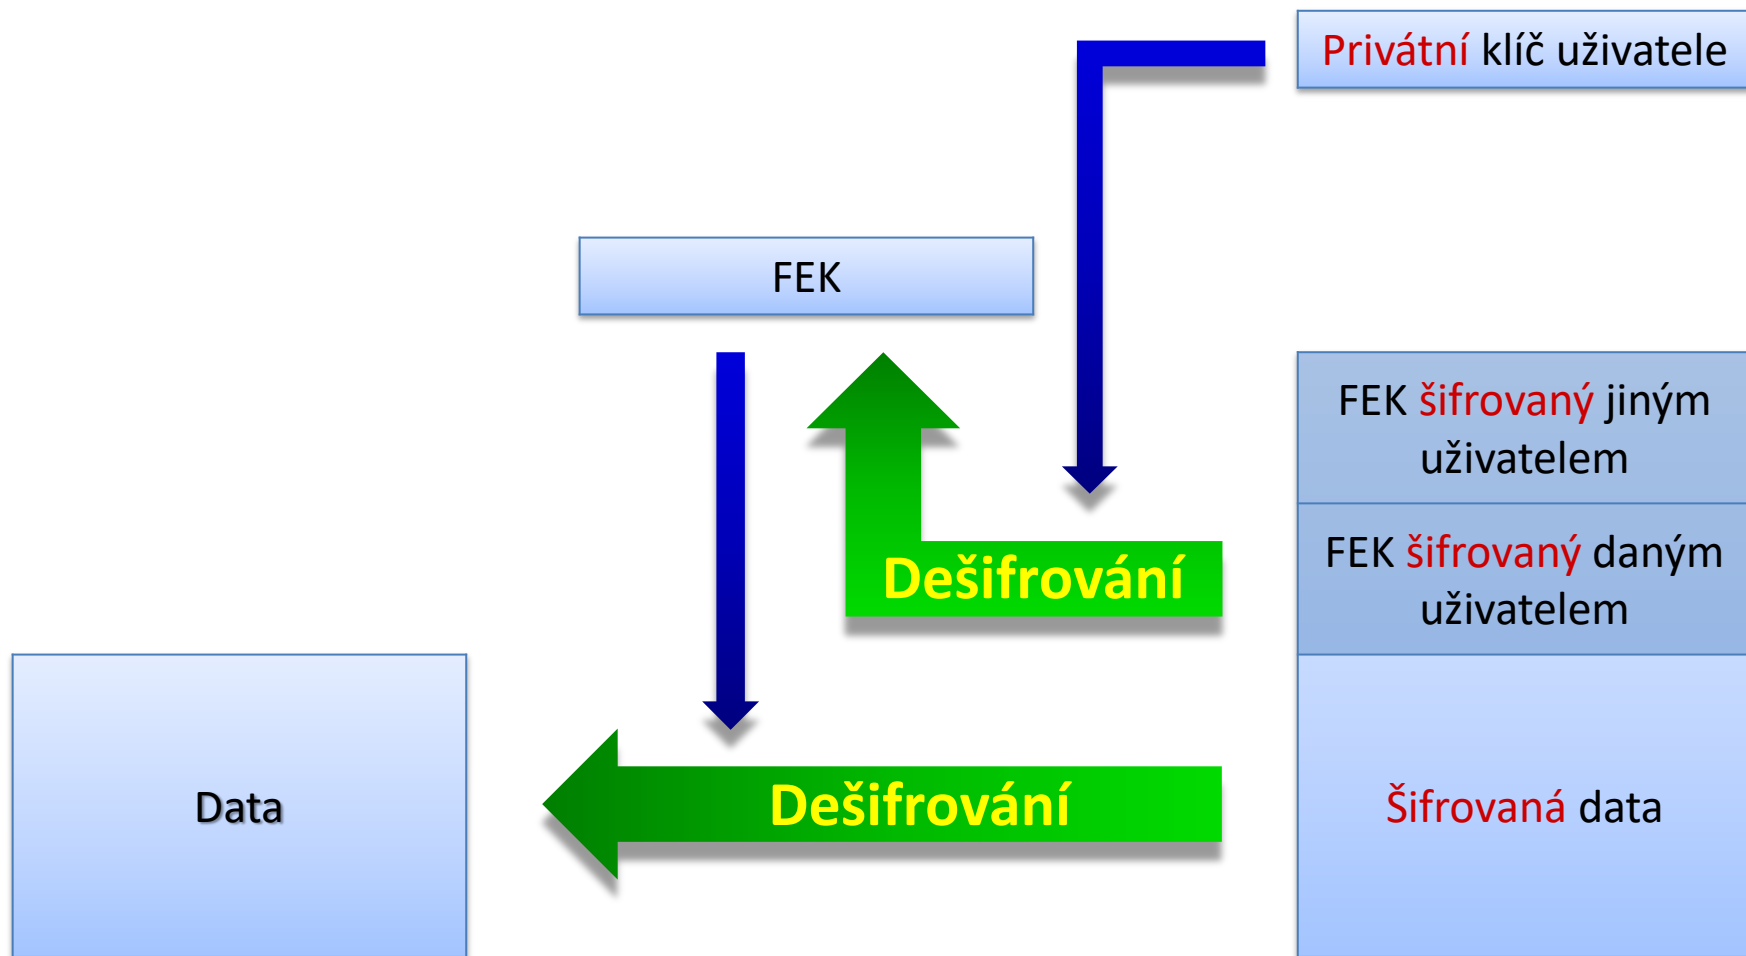 Privátní klíč uživatele
FEK
FEK šifrovaný jiným
uživatelem
FEK šifrovaný daným
uživatelem
Dešifrování
Data
Dešifrování
Šifrovaná data